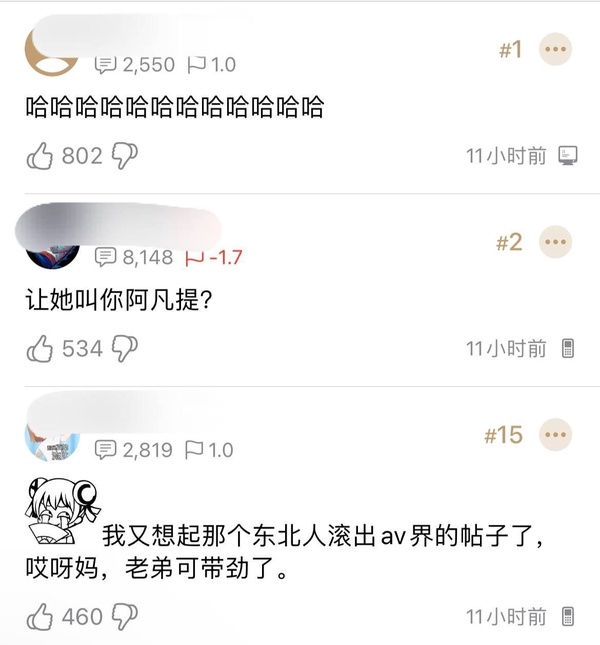 2,550 1.0 #1
哈哈哈哈哈哈哈哈哈哈哈哈
802 11小时前
8,148 -1.7 #2
让她叫你阿凡提？
534 11小时前
2,819 1.0 #15
我又想起那个东北人滚出av界的帖子了，
哎呀妈，老弟可带劲了。
460 11小时前